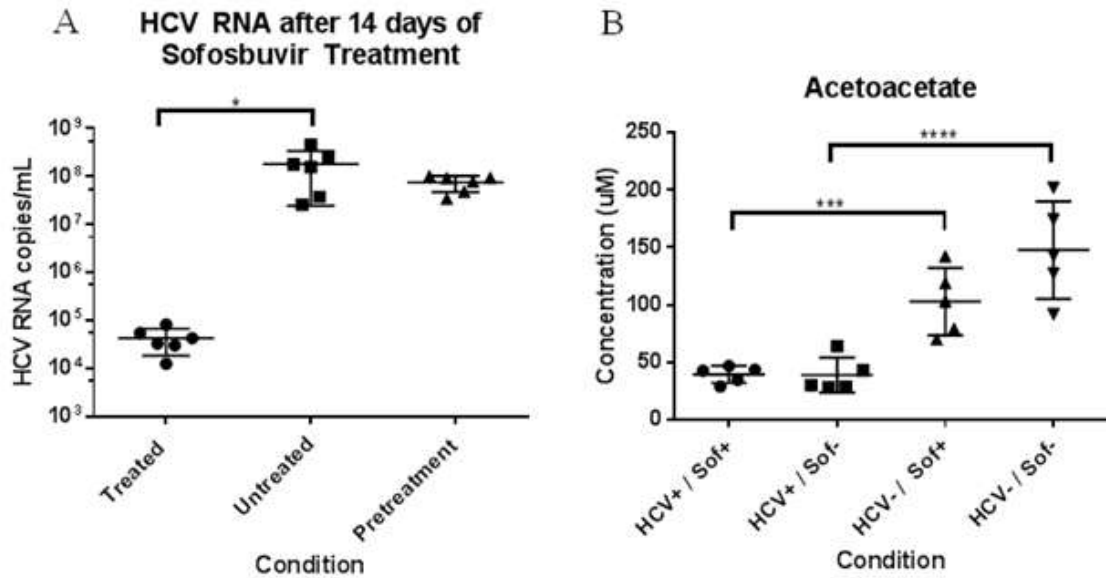 A
HCV RNA after 14 days of
Sofosbuvir Treatment
*
10⁹
10⁸
10⁷
10⁶
10⁵
10⁴
10³
HCV RNA copies/mL
Treated
Untreated
Pretreatment
Condition
B
Acetoacetate
****
***
250
200
150
100
50
0
Concentration (uM)
HCV+ / Sof+
HCV+ / Sof-
HCV- / Sof+
HCV- / Sof-
Condition